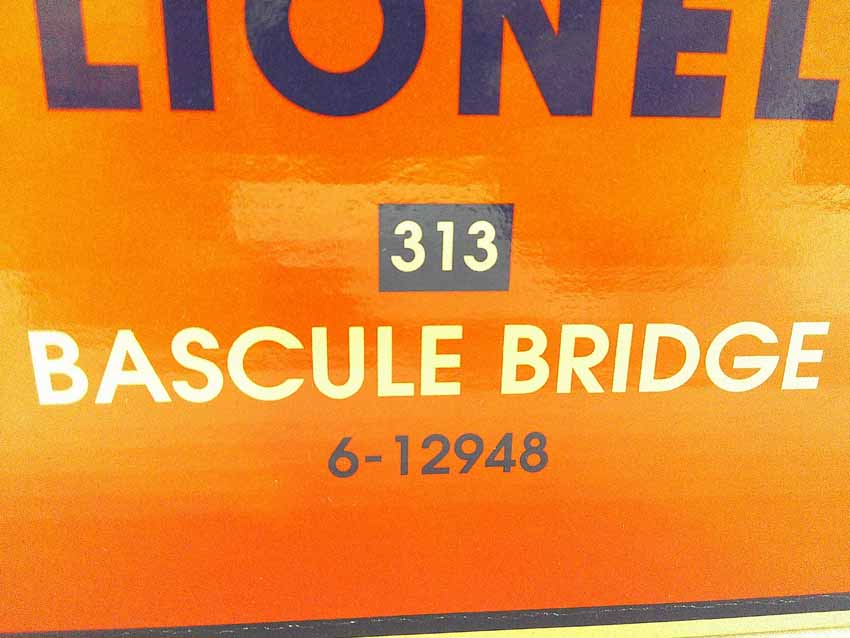 LIONEL
313
BASCULE BRIDGE
6-12948